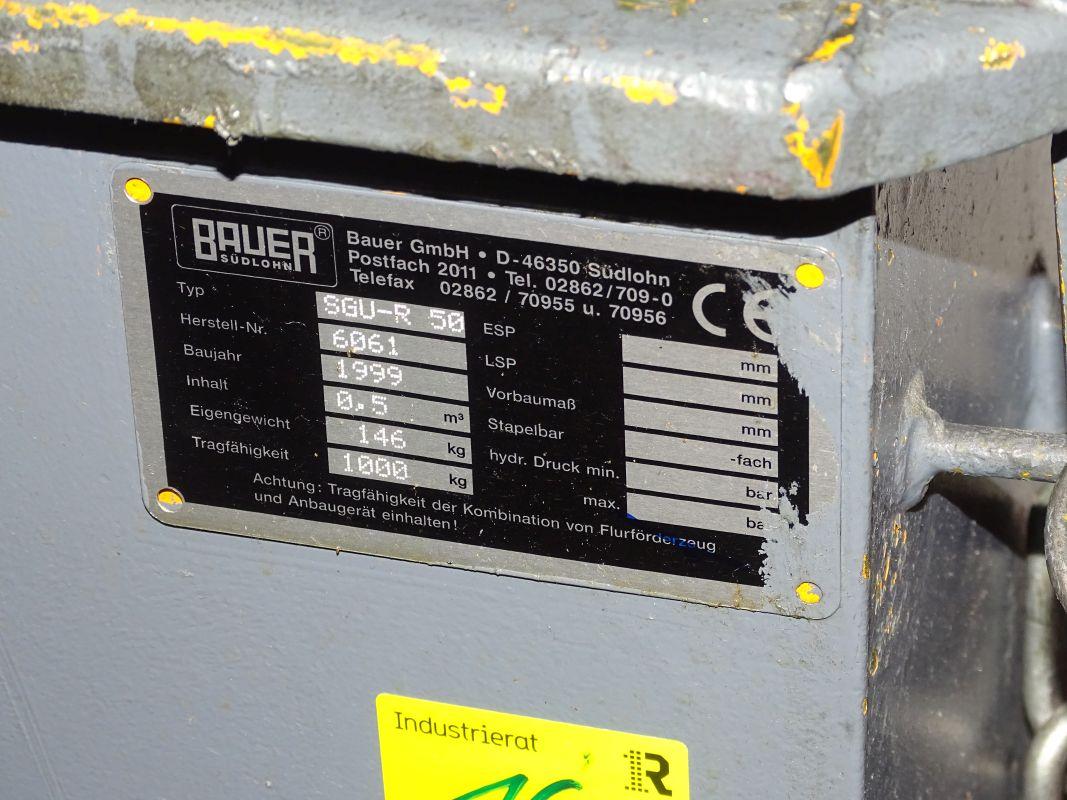 BAUER ®
SÜDLOHN
Bauer GmbH • D-46350 Südlohn
Postfach 2011 • Tel. 02862/709-0
Telefax 02862 / 70955 u. 70956
CE
Typ SGU-R 50
Herstell-Nr. 6061
Baujahr 1999
Inhalt 0.5 m³
Eigengewicht 146 kg
Tragfähigkeit 1000 kg
ESP mm
LSP mm
Vorbaumaß mm
Stapelbar -fach
hydr. Druck min. bar
max.
Achtung: Tragfähigkeit der Kombination von Flurförderzeug
und Anbaugerät einhalten!
Industrierat
R